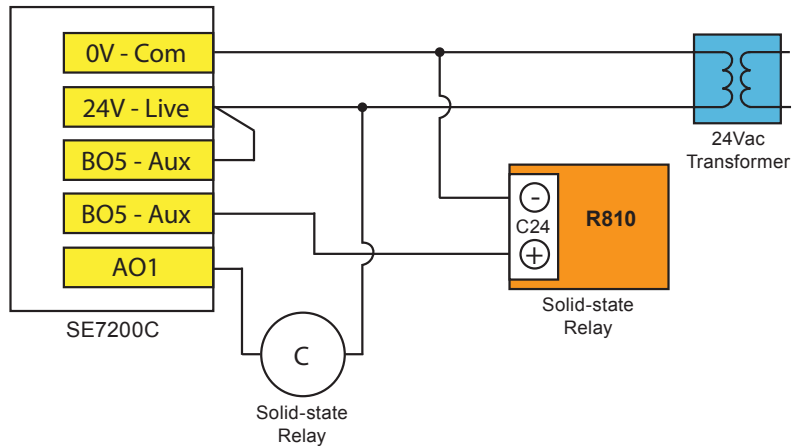 0V - Com
24V - Live
BO5 - Aux
BO5 - Aux
AO1
SE7200C
24Vac
Transformer
-
C24
+
R810
Solid-state
Relay
C
Solid-state
Relay